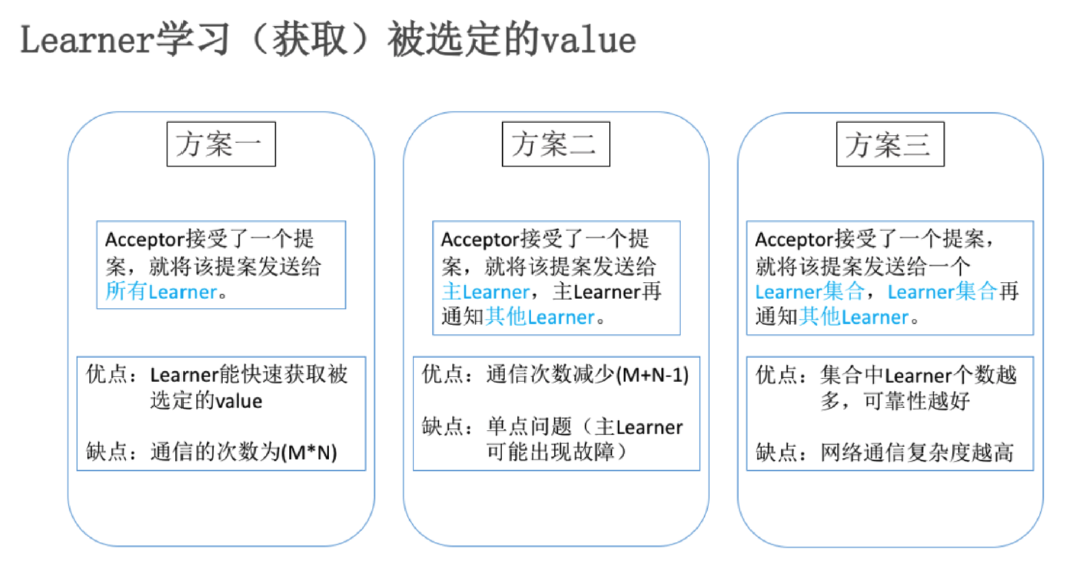 Learner学习（获取）被选定的value
方案一
Acceptor接受了一个提
案，就将该提案发送给
所有Learner。
优点：Learner能快速获取被
选定的value
缺点：通信的次数为(M*N)
方案二
Acceptor接受了一个提
案，就将该提案发送给
主Learner，主Learner再
通知其他Learner。
优点：通信次数减少(M+N-1)
缺点：单点问题（主Learner
可能出现故障）
方案三
Acceptor接受了一个提案，
就将该提案发送给一个
Learner集合，Learner集合再
通知其他Learner。
优点：集合中Learner个数越
多，可靠性越好
缺点：网络通信复杂度越高